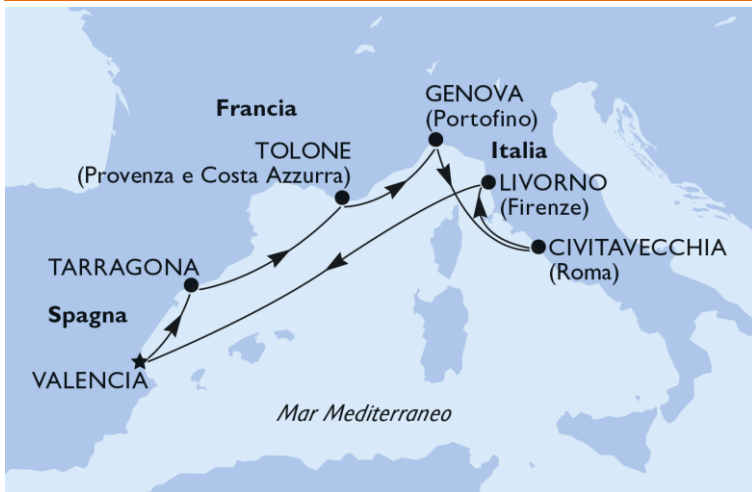 Francia
GENOVA
(Portofino)
TOLONE
(Provenza e Costa Azzurra)
Italia
LIVORNO
(Firenze)
CIVITAVECCHIA
(Roma)
TARRAGONA
Spagna
VALENCIA
Mar Mediterraneo